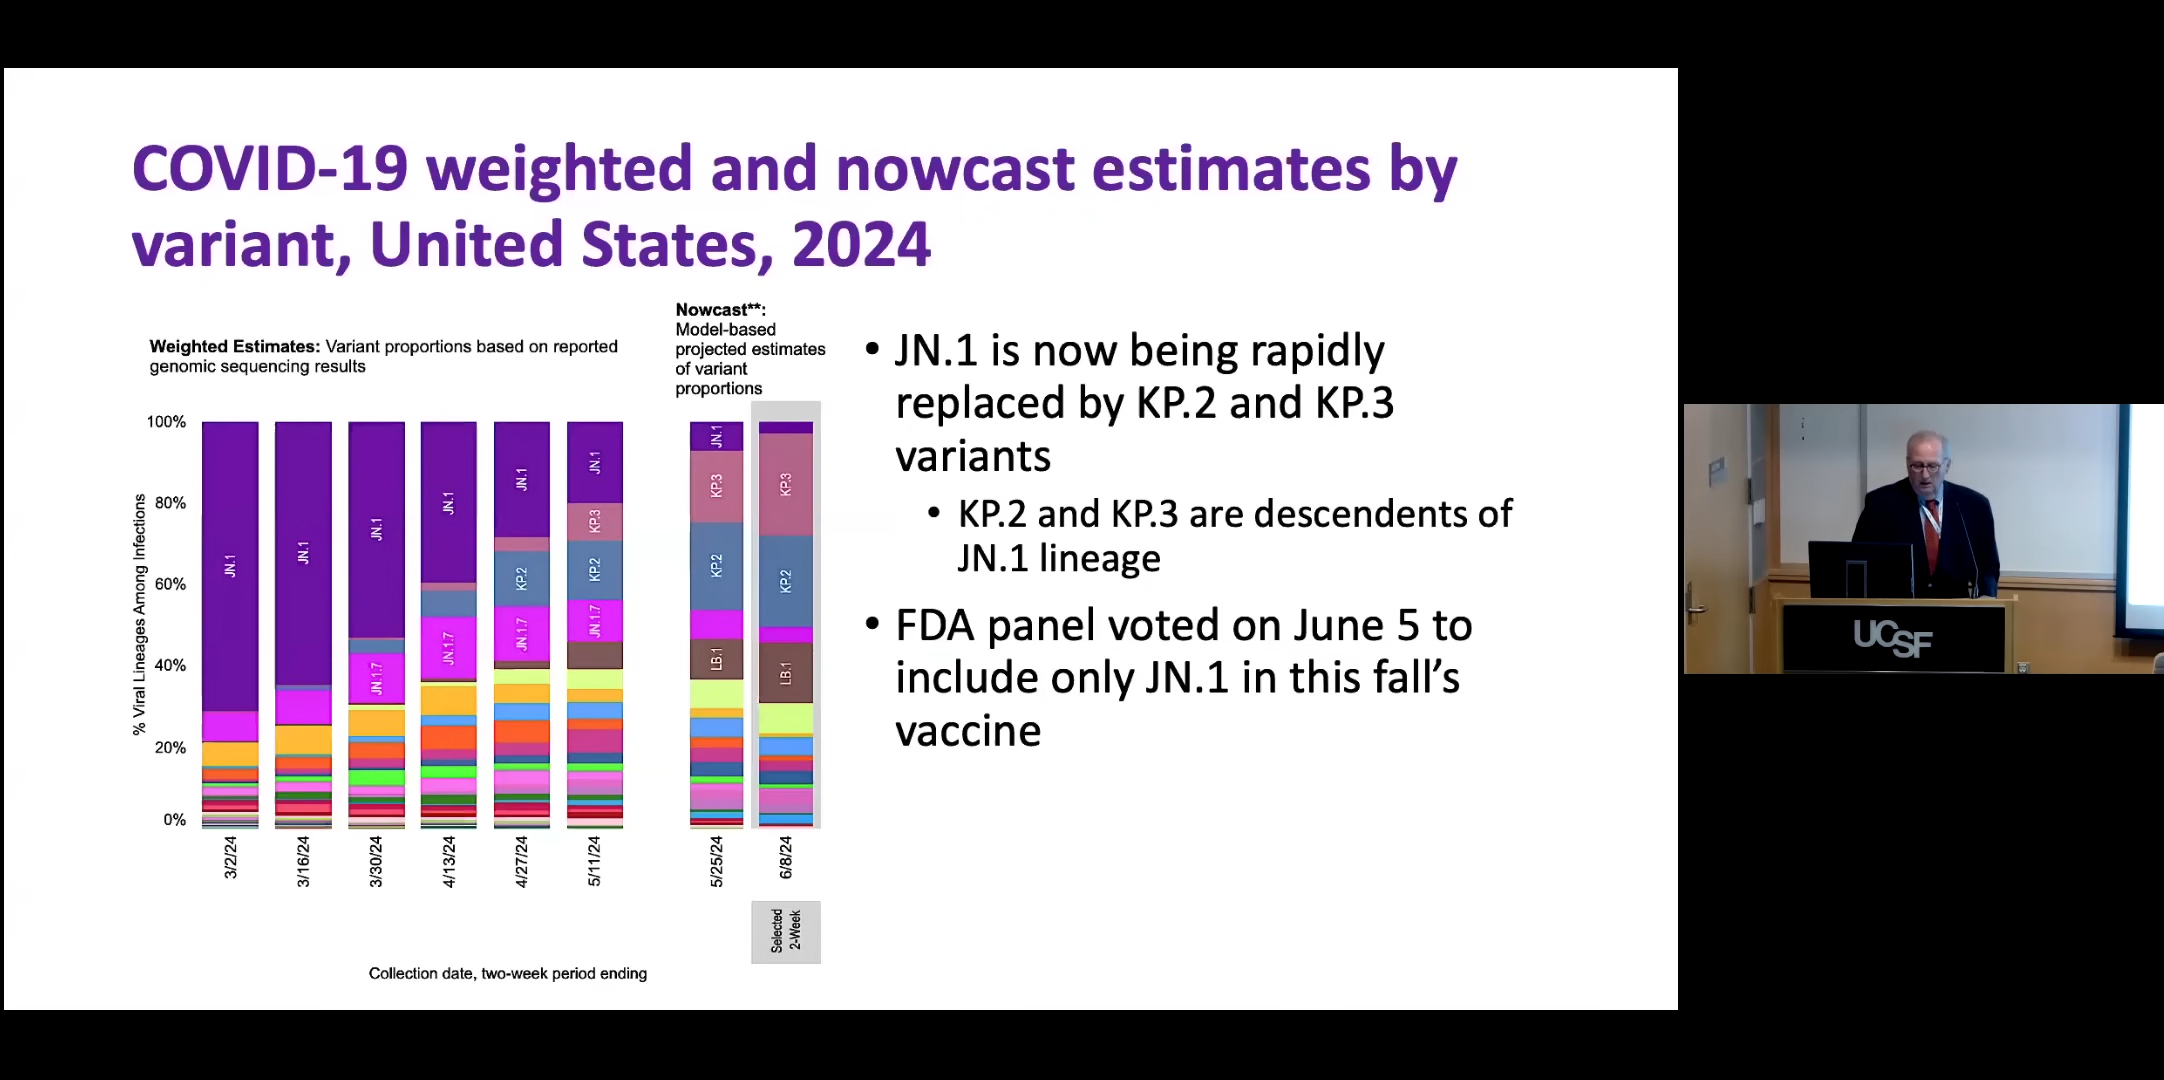 COVID-19 weighted and nowcast estimates by
variant, United States, 2024
Weighted Estimates: Variant proportions based on reported
genomic sequencing results
Nowcast**:
Model-based
projected estimates
of variant
proportions
% Viral Lineages Among Infections
100%
80%
60%
40%
20%
0%
JN.1
JN.1
JN.1
JN.1.7
JN.1
JN.1.7
JN.1
KP.2
JN.1.7
JN.1
KP.3
KP.2
JN.1.7
JN.1
KP.3
KP.2
LB.1
KP.3
KP.2
LB.1
3/2/24
3/16/24
3/30/24
4/13/24
4/27/24
5/11/24
5/25/24
6/8/24
Selected
2-Week
Collection date, two-week period ending
• JN.1 is now being rapidly
replaced by KP.2 and KP.3
variants
• KP.2 and KP.3 are descendents of
JN.1 lineage
• FDA panel voted on June 5 to
include only JN.1 in this fall’s
vaccine
UCSF